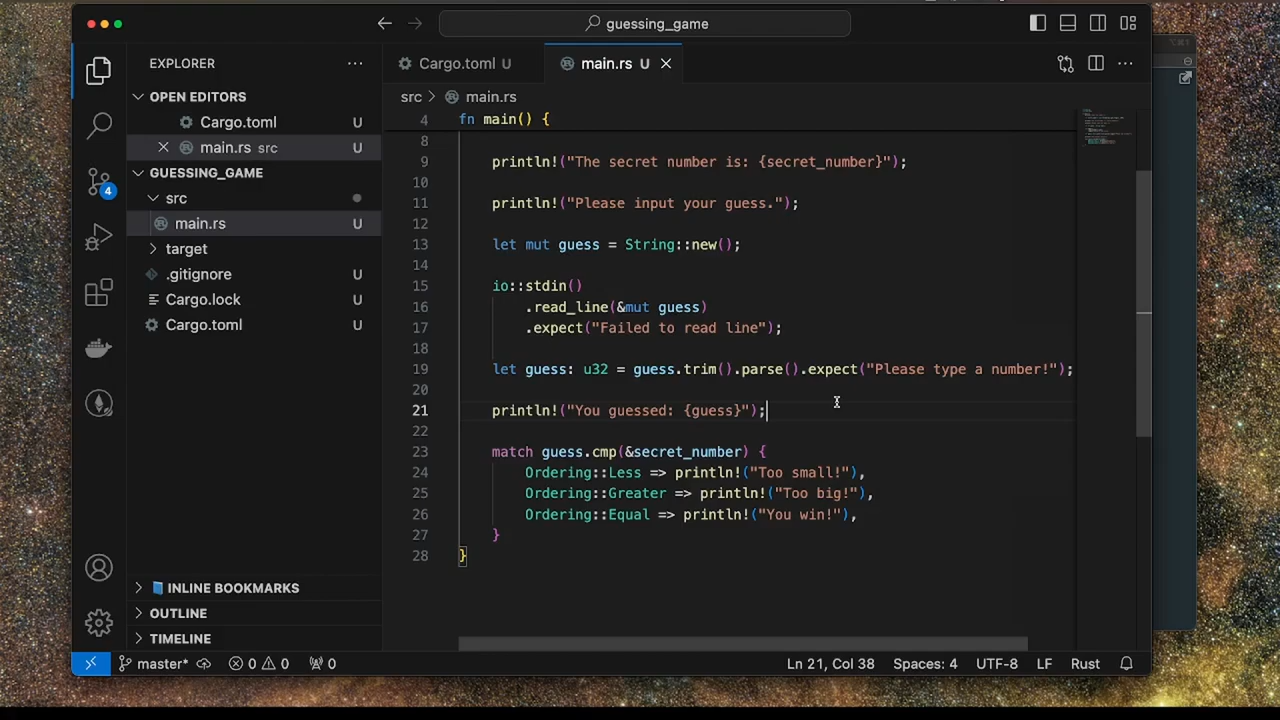 guessing_game
EXPLORER
OPEN EDITORS
Cargo.toml U
main.rs src U
GUESSING_GAME
src
main.rs U
target
.gitignore U
Cargo.lock U
Cargo.toml U
INLINE BOOKMARKS
OUTLINE
TIMELINE
4
Cargo.toml U
main.rs U
src > main.rs
4 fn main() {
8
9 println!("The secret number is: {secret_number}");
10
11 println!("Please input your guess.");
12
13 let mut guess = String::new();
14
15 io::stdin()
16 .read_line(&mut guess)
17 .expect("Failed to read line");
18
19 let guess: u32 = guess.trim().parse().expect("Please type a number!");
20
21 println!("You guessed: {guess}");
22
23 match guess.cmp(&secret_number) {
24 Ordering::Less => println!("Too small!"),
25 Ordering::Greater => println!("Too big!"),
26 Ordering::Equal => println!("You win!"),
27 }
28 }
master* 0 0 0 Ln 21, Col 38 Spaces: 4 UTF-8 LF Rust